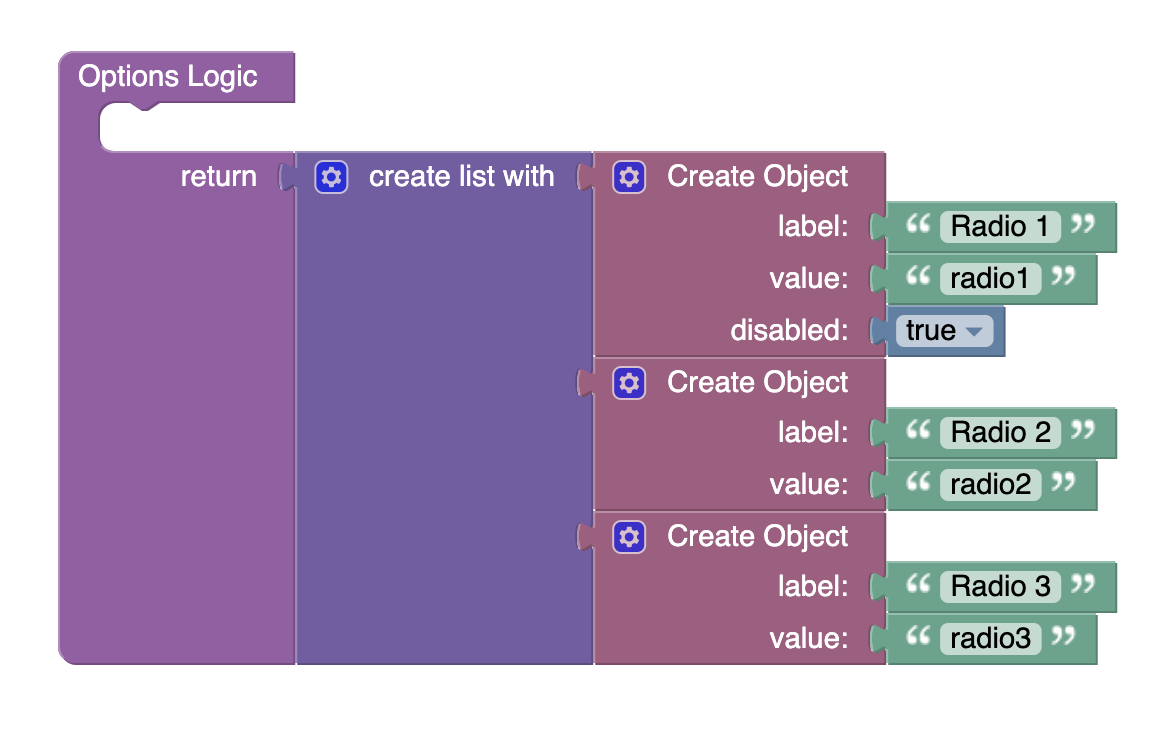 Options Logic
return create list with Create Object
label: “ Radio 1 ”
value: “ radio1 ”
disabled: true
Create Object
label: “ Radio 2 ”
value: “ radio2 ”
Create Object
label: “ Radio 3 ”
value: “ radio3 ”